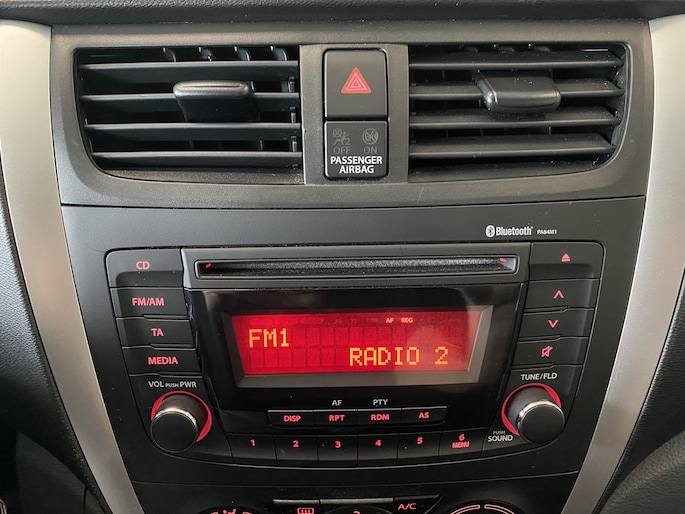 OFF ON
PASSENGER
AIRBAG
Bluetooth® PA84M1
CD
FM/AM
TA
MEDIA
VOL PUSH PWR
AF REG
FM1
RADIO 2
TUNE/FLD
AF PTY
DISP RPT RDM AS
1 2 3 4 5 6
MENU
PUSH
SOUND
A/C